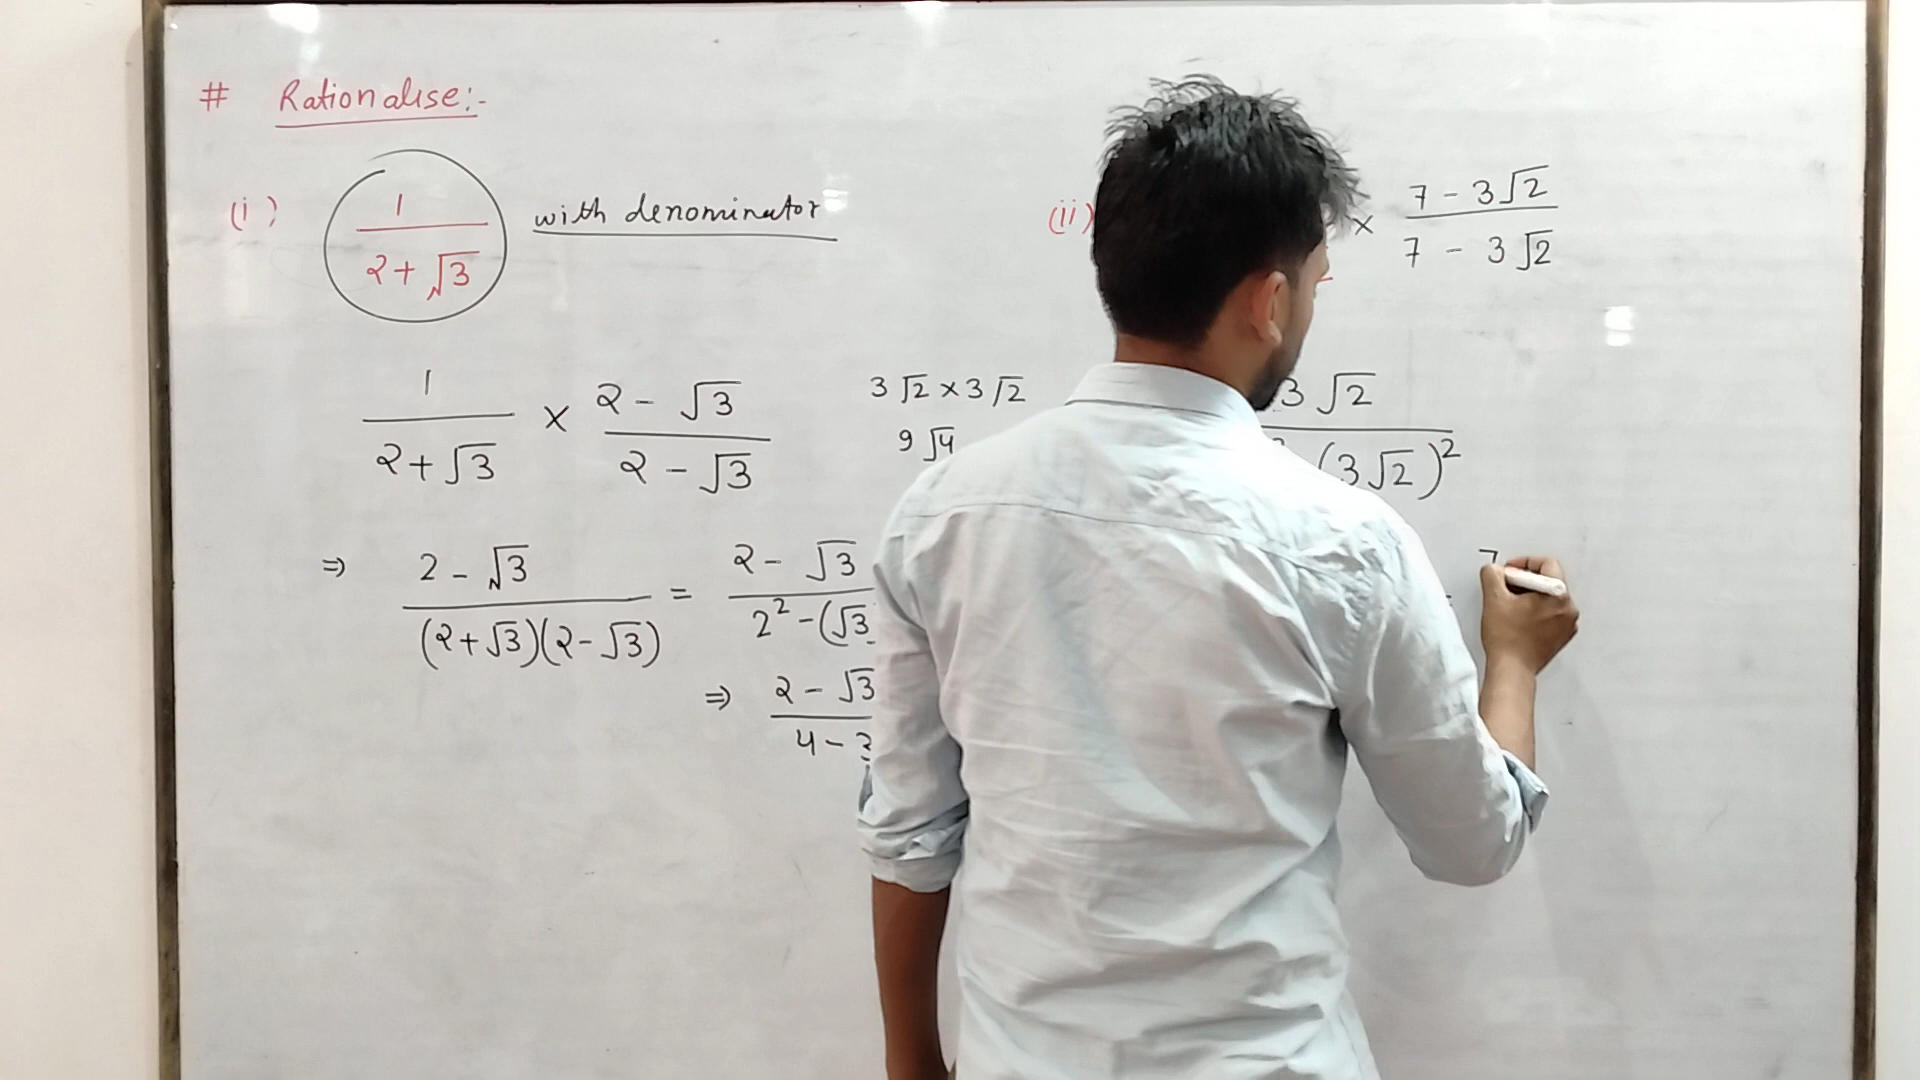 # Rationalise:-
(i) 1 / 2+√3 with denominator
1 / 2+√3 × 2-√3 / 2-√3
⇒ 2-√3 / (2+√3)(2-√3) = 2-√3 / 2² -(√3
⇒ 2-√3 / 4-3
(ii) × 7-3√2 / 7-3√2
3√2 × 3√2
9√4
3√2 / (3√2)²
= 7